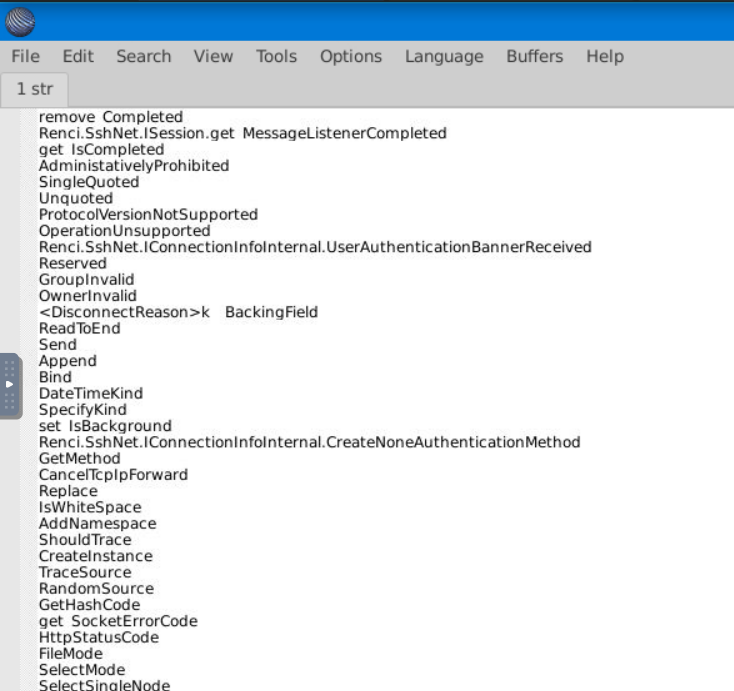 File Edit Search View Tools Options Language Buffers Help
1 str
remove Completed
Renci.SshNet.ISession.get MessageListenerCompleted
get IsCompleted
AdministativelyProhibited
SingleQuoted
Unquoted
ProtocolVersionNotSupported
OperationUnsupported
Renci.SshNet.IConnectionInfoInternal.UserAuthenticationBannerReceived
Reserved
GroupInvalid
OwnerInvalid
<DisconnectReason>k BackingField
ReadToEnd
Send
Append
Bind
DateTimeKind
SpecifyKind
set IsBackground
Renci.SshNet.IConnectionInfoInternal.CreateNoneAuthenticationMethod
GetMethod
CancelTcpIpForward
Replace
IsWhiteSpace
AddNamespace
ShouldTrace
CreateInstance
TraceSource
RandomSource
GetHashCode
get SocketErrorCode
HttpStatusCode
FileMode
SelectMode
SelectSingleNode